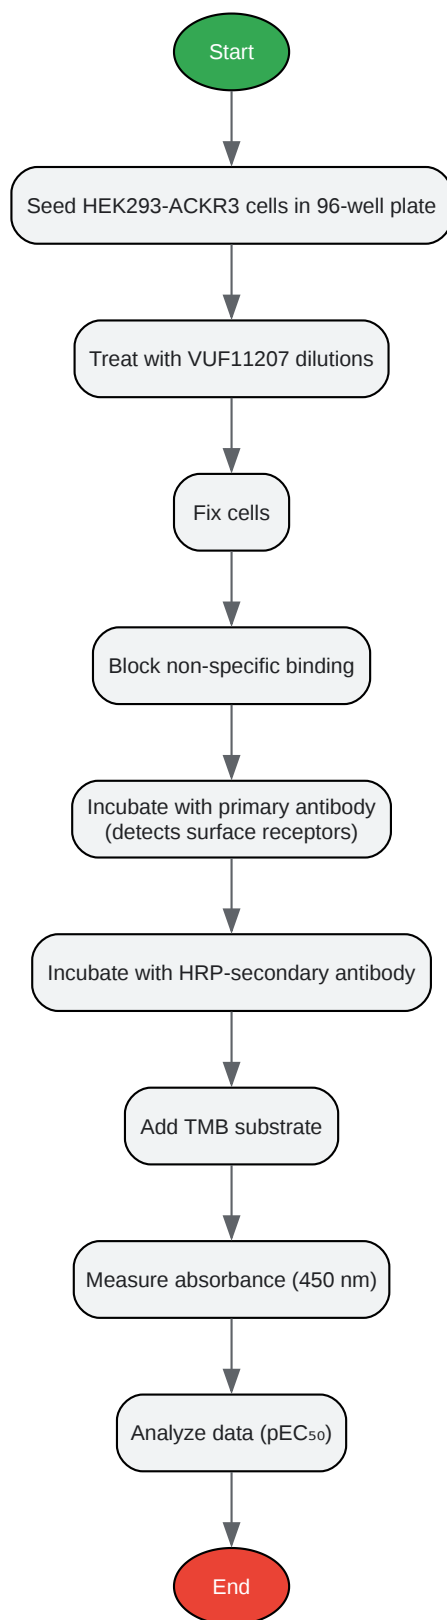 Start
Seed HEK293-ACKR3 cells in 96-well plate
Treat with VUF11207 dilutions
Fix cells
Block non-specific binding
Incubate with primary antibody
(detects surface receptors)
Incubate with HRP-secondary antibody
Add TMB substrate
Measure absorbance (450 nm)
Analyze data (pEC₅₀)
End